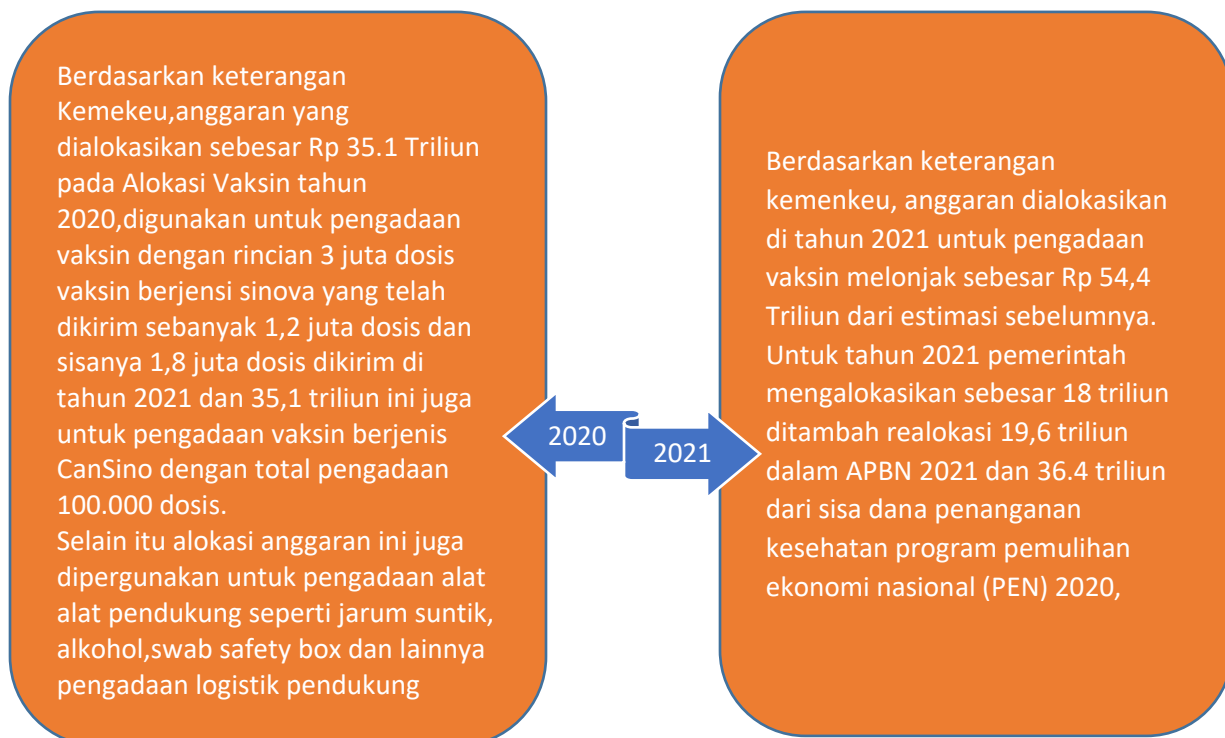 Berdasarkan keterangan
Kemekeu,anggaran yang
dialokasikan sebesar Rp 35.1 Triliun
pada Alokasi Vaksin tahun
2020,digunakan untuk pengadaan
vaksin dengan rincian 3 juta dosis
vaksin berjensi sinova yang telah
dikirim sebanyak 1,2 juta dosis dan
sisanya 1,8 juta dosis dikirim di
tahun 2021 dan 35,1 triliun ini juga
untuk pengadaan vaksin berjenis
CanSino dengan total pengadaan
100.000 dosis.
Selain itu alokasi anggaran ini juga
dipergunakan untuk pengadaan alat
alat pendukung seperti jarum suntik,
alkohol,swab safety box dan lainnya
pengadaan logistik pendukung
2020
2021
Berdasarkan keterangan
kemenkeu, anggaran dialokasikan
di tahun 2021 untuk pengadaan
vaksin melonjak sebesar Rp 54,4
Triliun dari estimasi sebelumnya.
Untuk tahun 2021 pemerintah
mengalokasikan sebesar 18 triliun
ditambah realokasi 19,6 triliun
dalam APBN 2021 dan 36.4 triliun
dari sisa dana penanganan
kesehatan program pemulihan
ekonomi nasional (PEN) 2020,